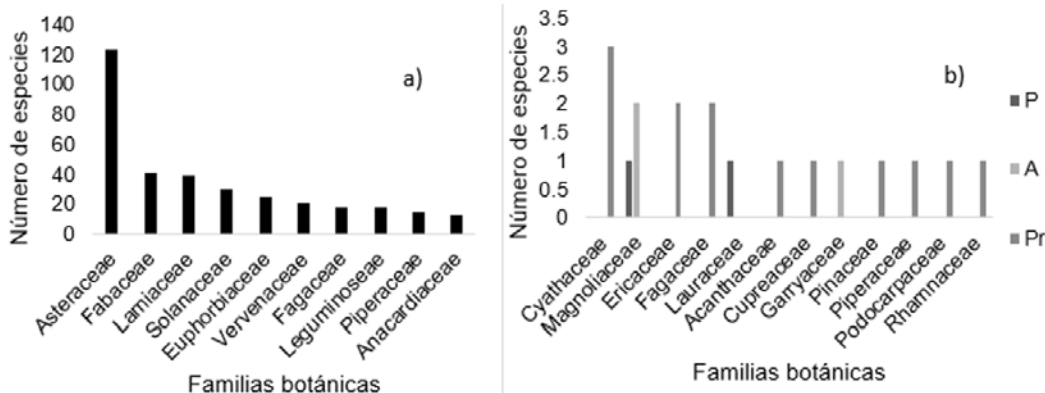 140
120
100
80
60
40
20
0
Número de especies
a)
Asteraceae
Fabaceae
Lamiaceae
Solanaceae
Euphorbiaceae
Vervenaceae
Fagaceae
Leguminoseae
Piperaceae
Anacardiaceae
Familias botánicas
3.5
3
2.5
2
1.5
1
0.5
0
Número de especies
b)
Cyathaceae
Magnoliaceae
Ericaceae
Fagaceae
Lauraceae
Acanthaceae
Cupreaceae
Garryaceae
Pinaceae
Piperaceae
Podocarpaceae
Rhamnaceae
Familias botánicas
P
A
Pr